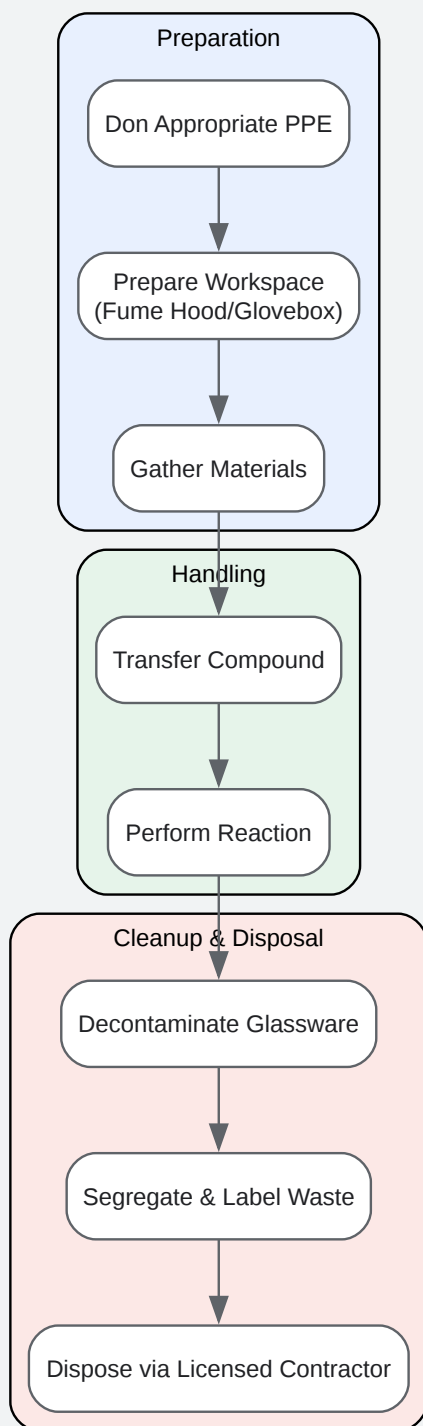 Preparation
Don Appropriate PPE
Prepare Workspace
(Fume Hood/Glovebox)
Gather Materials
Handling
Transfer Compound
Perform Reaction
Cleanup & Disposal
Decontaminate Glassware
Segregate & Label Waste
Dispose via Licensed Contractor